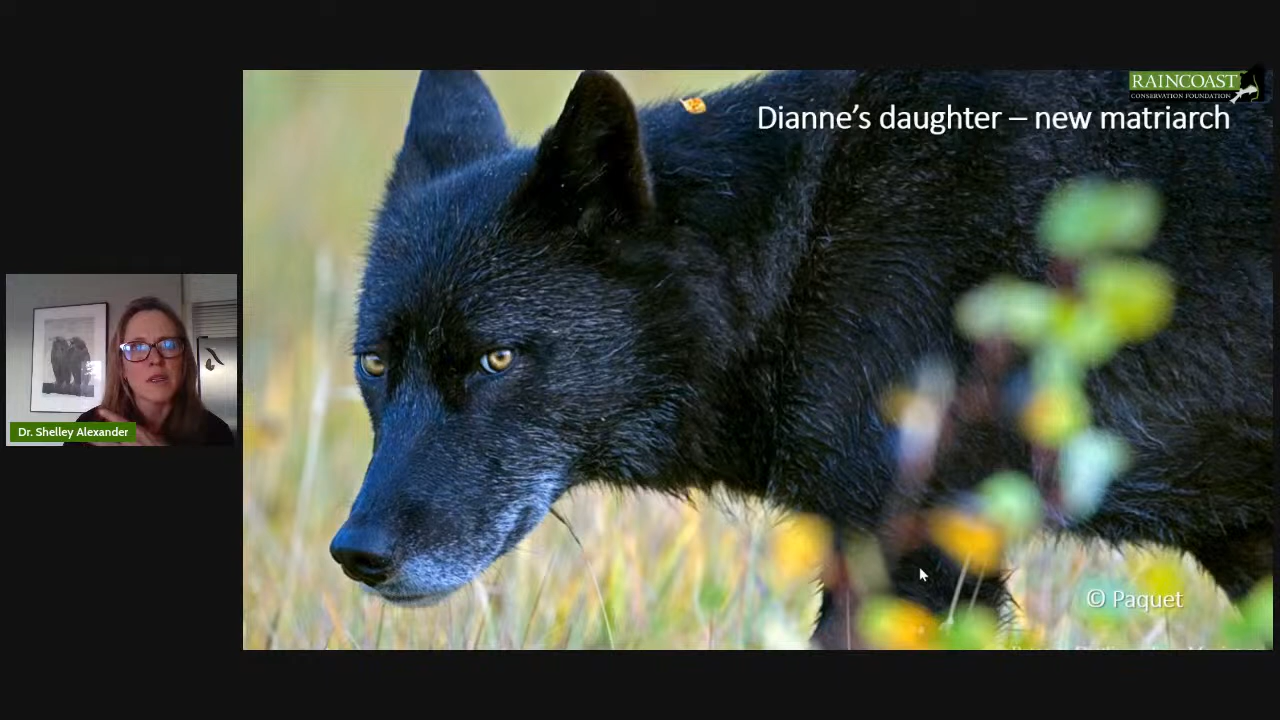 RAINCOAST
CONSERVATION FOUNDATION
Dianne’s daughter – new matriarch
Dr. Shelley Alexander
© Paquet